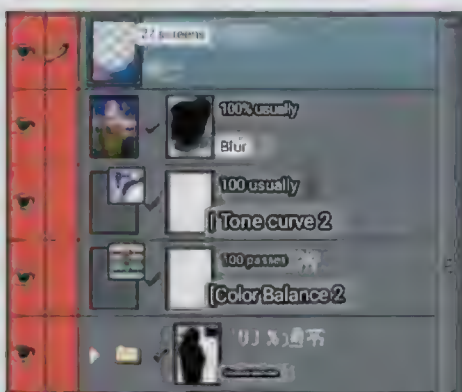 27 screens
100% usually
Blur
100 usually
[Tone curve 2
100 passes
[Color Balance 2